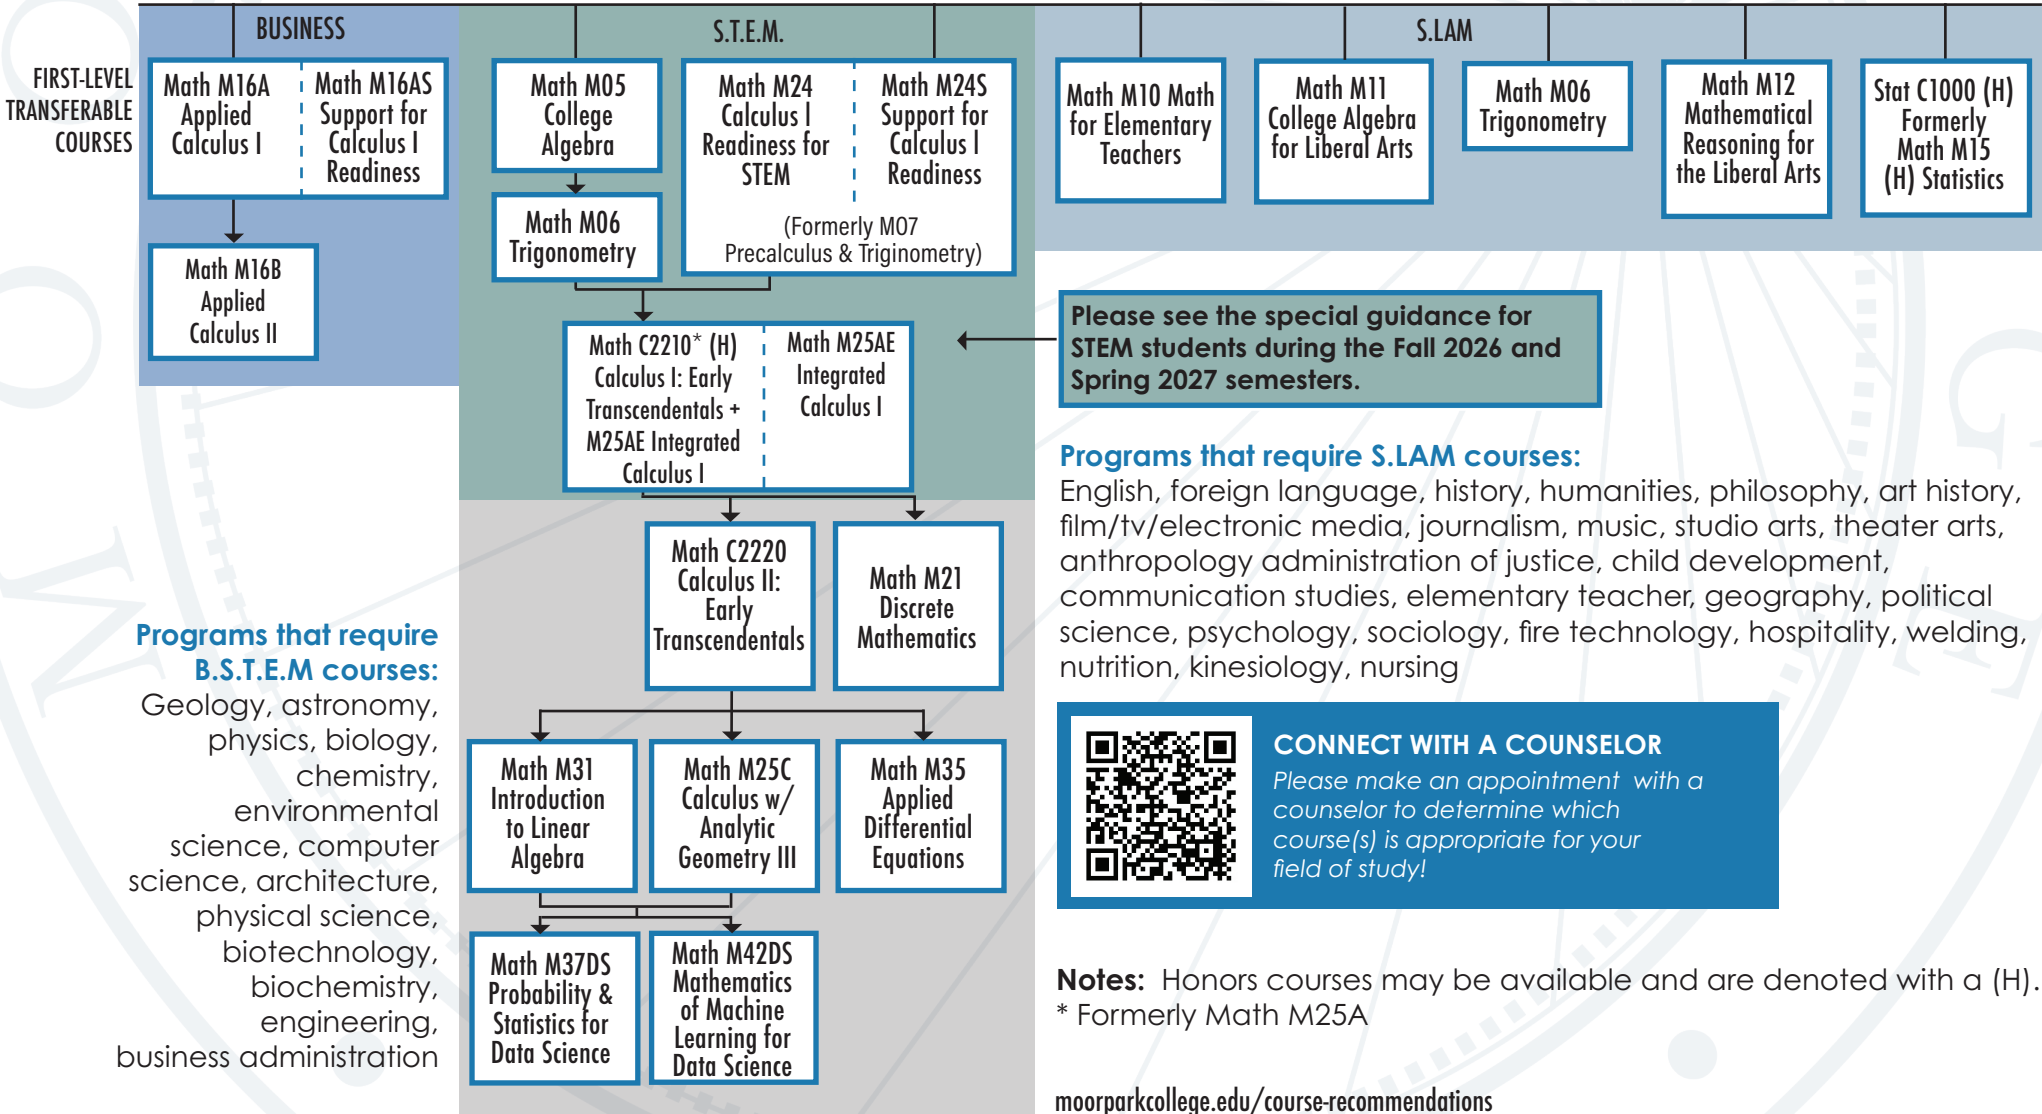 BUSINESS
S.T.E.M.
S.LAM
FIRST-LEVEL
TRANSFERABLE
COURSES
Math M16A
Applied
Calculus I
Math M16AS
Support for
Calculus I
Readiness
Math M16B
Applied
Calculus II
Math M05
College
Algebra
Math M06
Trigonometry
Math M24
Calculus I
Readiness for
STEM
Math M24S
Support for
Calculus I
Readiness
(Formerly M07
Precalculus & Triginometry)
Math C2210* (H)
Calculus I: Early
Transcendentals +
M25AE Integrated
Calculus I
Math M25AE
Integrated
Calculus I
Math C2220
Calculus II:
Early
Transcendentals
Math M21
Discrete
Mathematics
Math M31
Introduction
to Linear
Algebra
Math M25C
Calculus w/
Analytic
Geometry III
Math M35
Applied
Differential
Equations
Math M37DS
Probability &
Statistics for
Data Science
Math M42DS
Mathematics
of Machine
Learning for
Data Science
Math M10 Math
for Elementary
Teachers
Math M11
College Algebra
for Liberal Arts
Math M06
Trigonometry
Math M12
Mathematical
Reasoning for
the Liberal Arts
Stat C1000 (H)
Formerly
Math M15
(H) Statistics
Please see the special guidance for
STEM students during the Fall 2026 and
Spring 2027 semesters.
Programs that require S.LAM courses:
English, foreign language, history, humanities, philosophy, art history,
film/tv/electronic media, journalism, music, studio arts, theater arts,
anthropology administration of justice, child development,
communication studies, elementary teacher, geography, political
science, psychology, sociology, fire technology, hospitality, welding,
nutrition, kinesiology, nursing
Programs that require
B.S.T.E.M courses:
Geology, astronomy,
physics, biology,
chemistry,
environmental
science, computer
science, architecture,
physical science,
biotechnology,
biochemistry,
engineering,
business administration
CONNECT WITH A COUNSELOR
Please make an appointment with a
counselor to determine which
course(s) is appropriate for your
field of study!
Notes: Honors courses may be available and are denoted with a (H).
* Formerly Math M25A
moorparkcollege.edu/course-recommendations